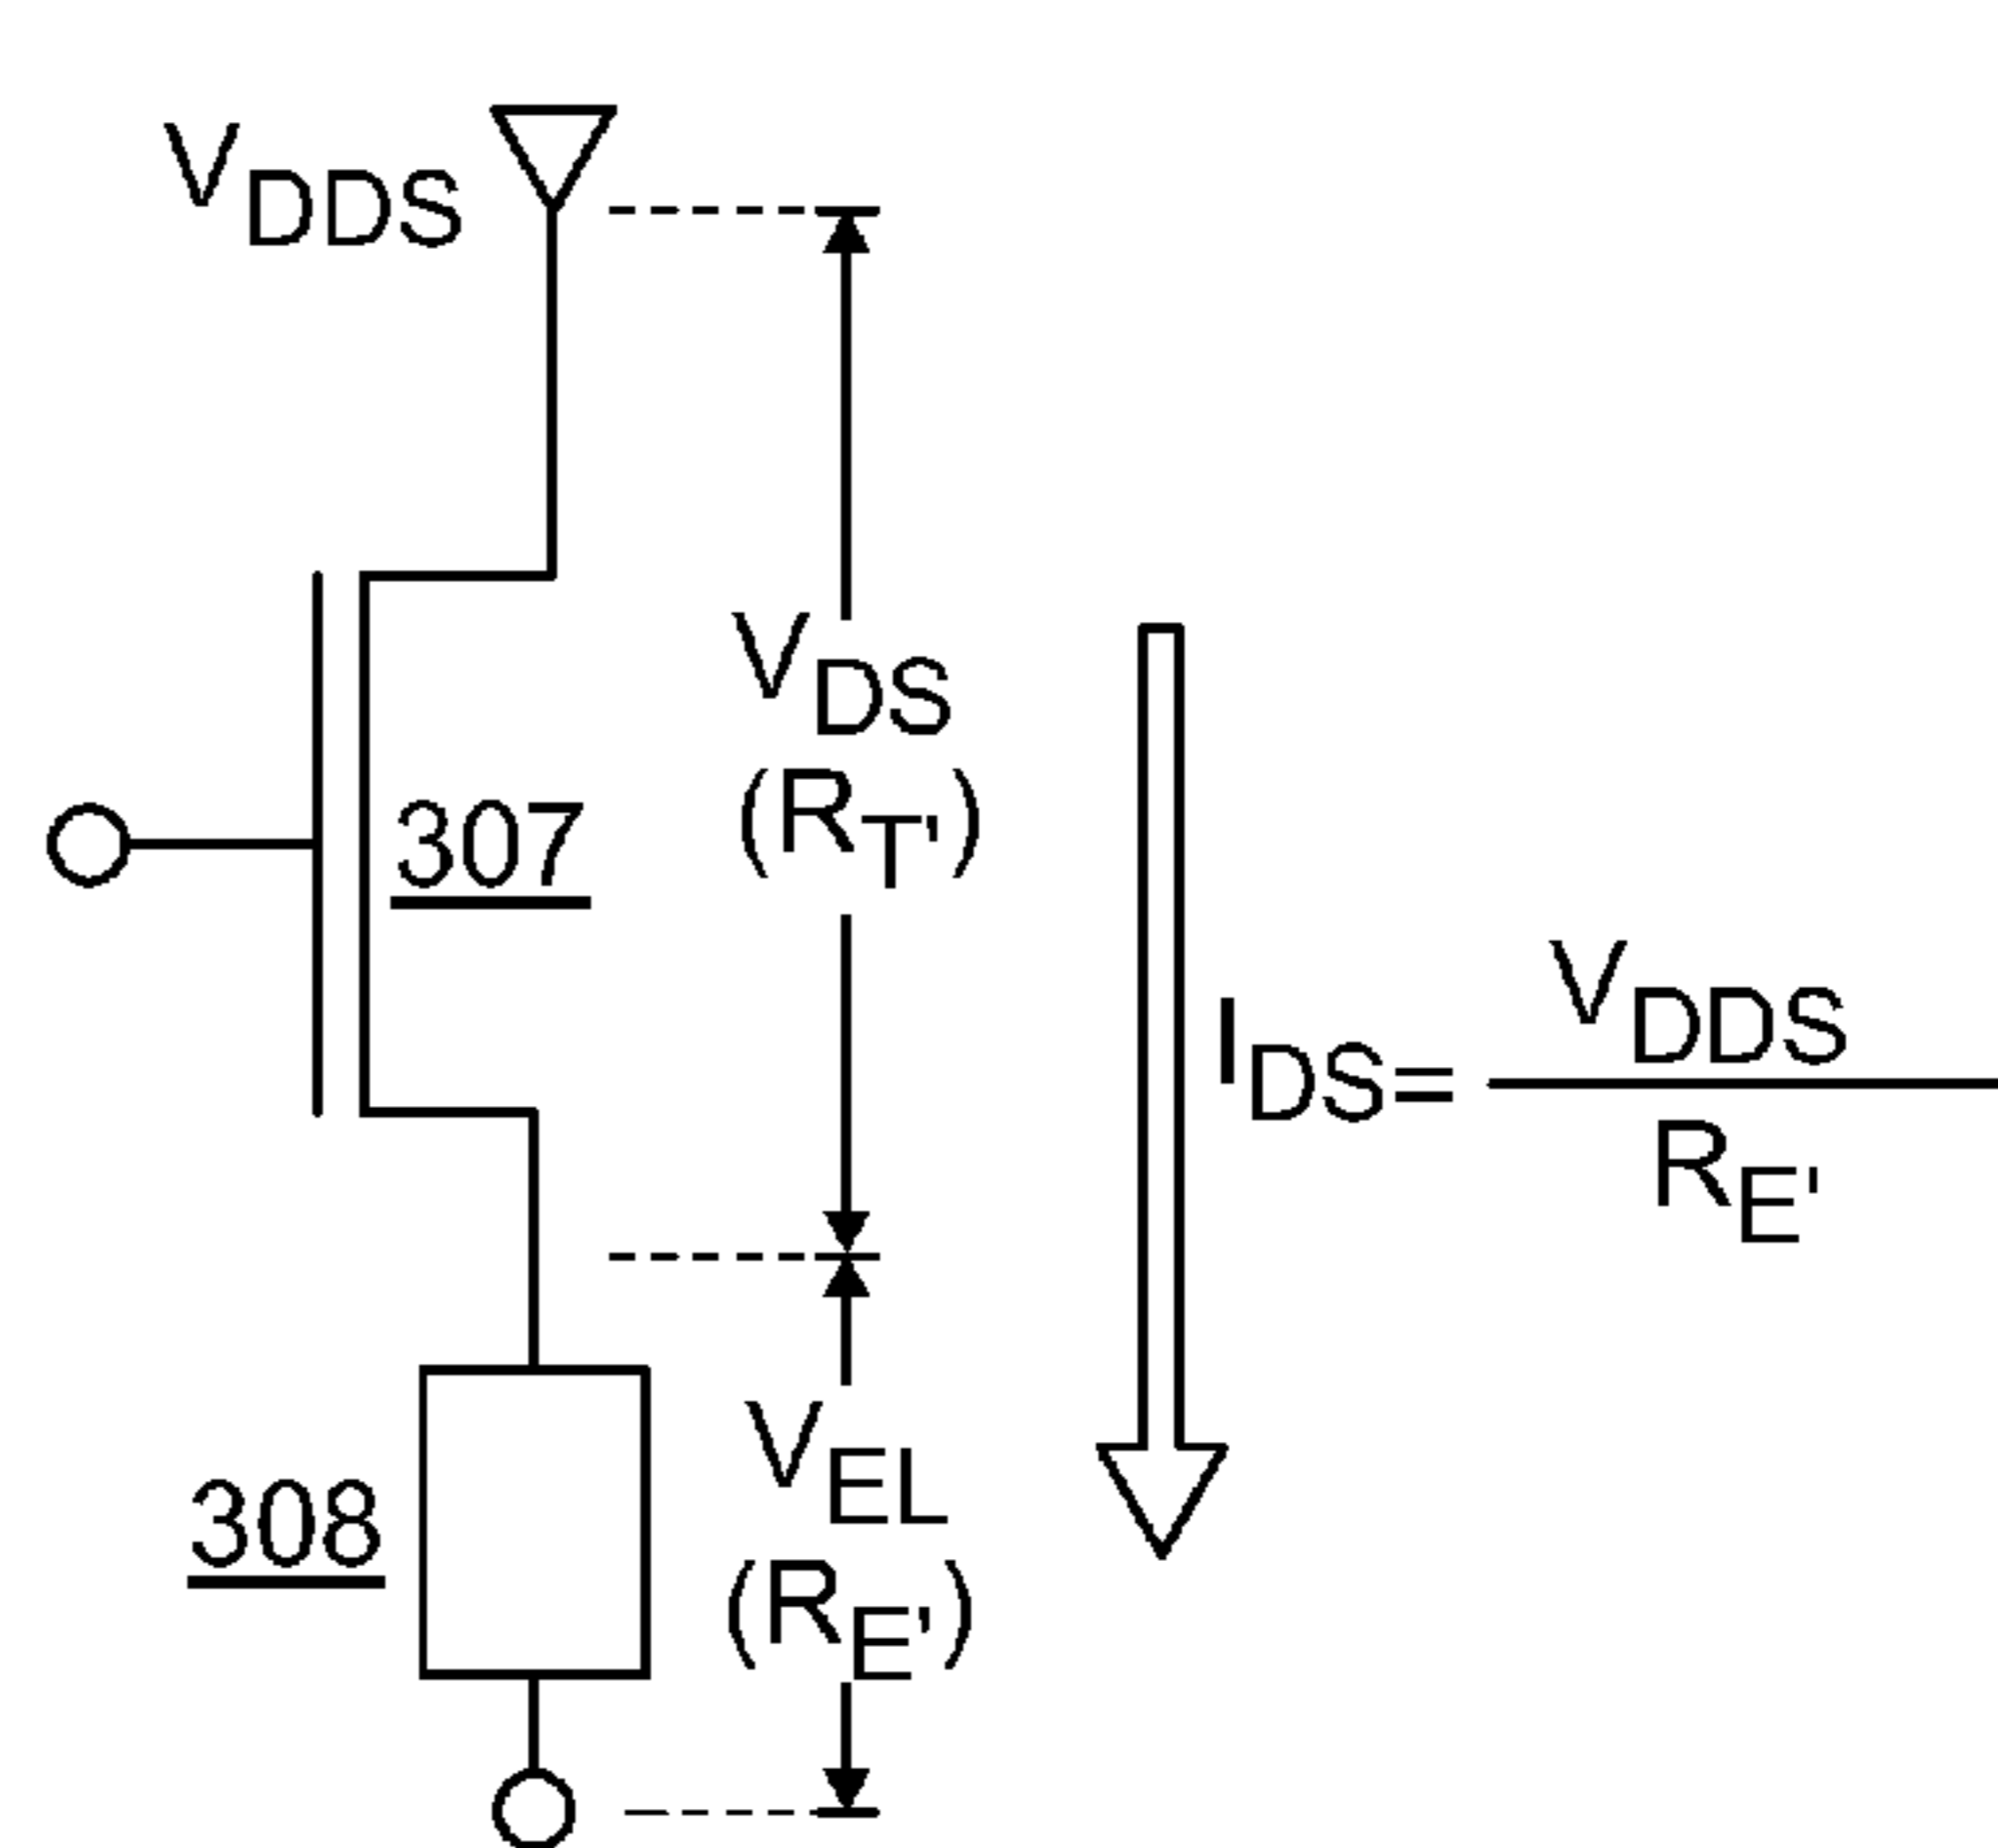 VDDS
VDS
(RT')
307
IDS= VDDS
RE'
VEL
308
(RE')